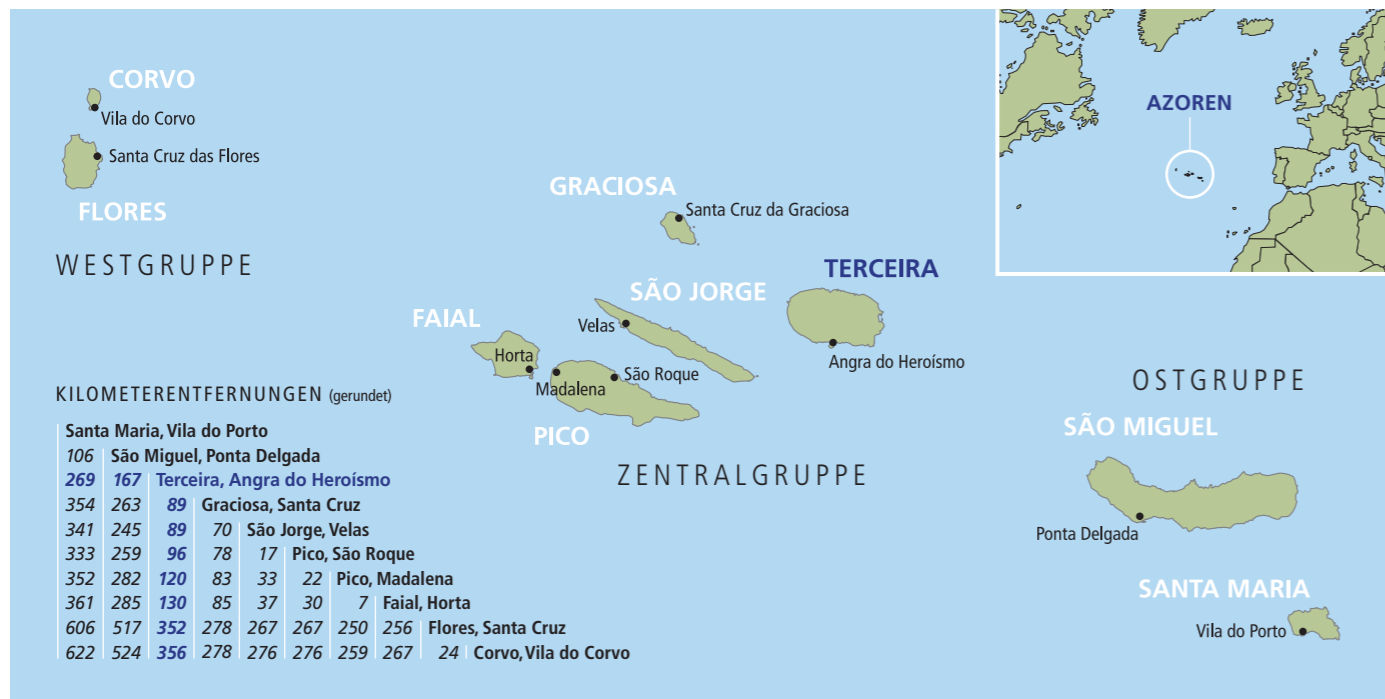 CORVO
Vila do Corvo
Santa Cruz das Flores
FLORES
WESTGRUPPE
GRACIOSA
Santa Cruz da Graciosa
TERCEIRA
SÃO JORGE
Velas
FAIAL
Horta
Madalena
São Roque
PICO
Angra do Heroísmo
ZENTRALGRUPPE
AZOREN
OSTGRUPPE
SÃO MIGUEL
Ponta Delgada
SANTA MARIA
Vila do Porto
KILOMETERENTFERNUNGEN (gerundet)
Santa Maria, Vila do Porto
106 São Miguel, Ponta Delgada
269 167 Terceira, Angra do Heroísmo
354 263 89 Graciosa, Santa Cruz
341 245 89 70 São Jorge, Velas
333 259 96 78 17 Pico, São Roque
352 282 120 83 33 22 Pico, Madalena
361 285 130 85 37 30 7 Faial, Horta
606 517 352 278 267 267 250 256 Flores, Santa Cruz
622 524 356 278 276 276 259 267 24 Corvo, Vila do Corvo